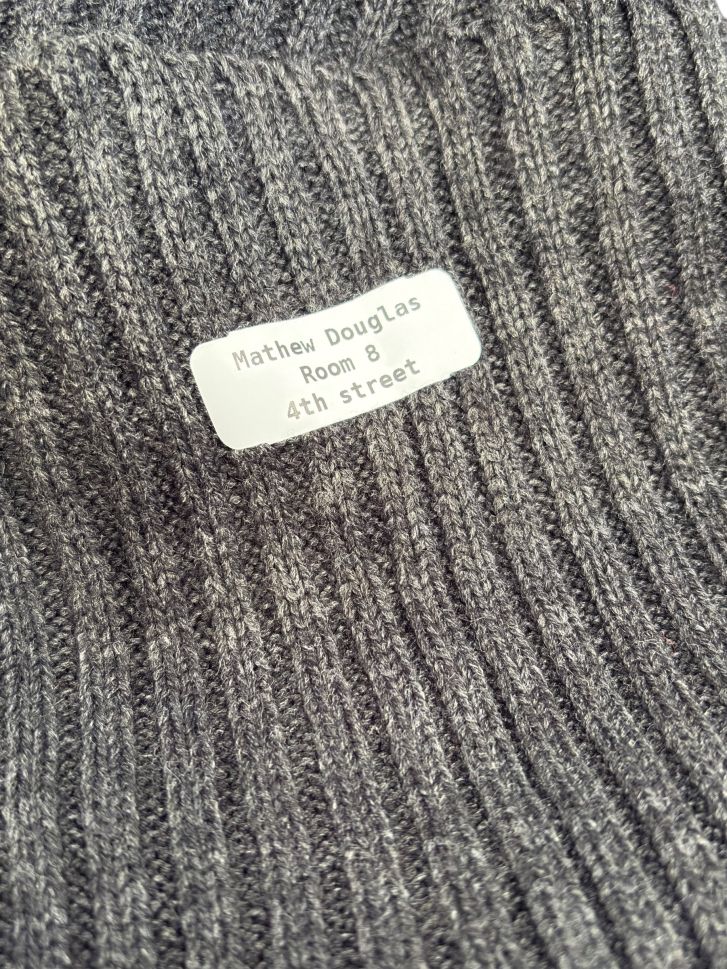 Mathew Douglas
Room 8
4th street